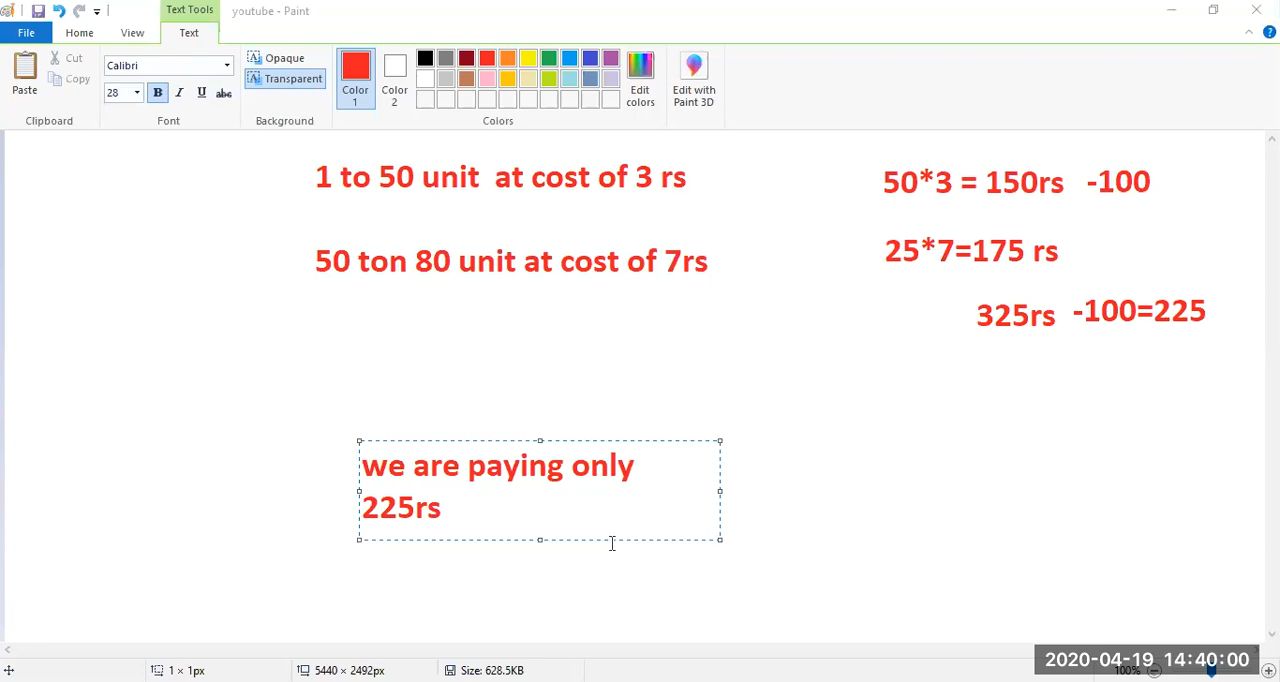 Text Tools
youtube - Paint
File
Home
View
Text
Paste
Cut
Copy
Clipboard
Calibri
28
B I U abc
Font
Opaque
Transparent
Background
Color 1
Color 2
Edit colors
Colors
Edit with Paint 3D
1 to 50 unit at cost of 3 rs
50*3 = 150rs -100
50 ton 80 unit at cost of 7rs
25*7=175 rs
325rs -100=225
we are paying only
225rs
1 × 1px
5440 × 2492px
Size: 628.5KB
100%
2020-04-19 14:40:00